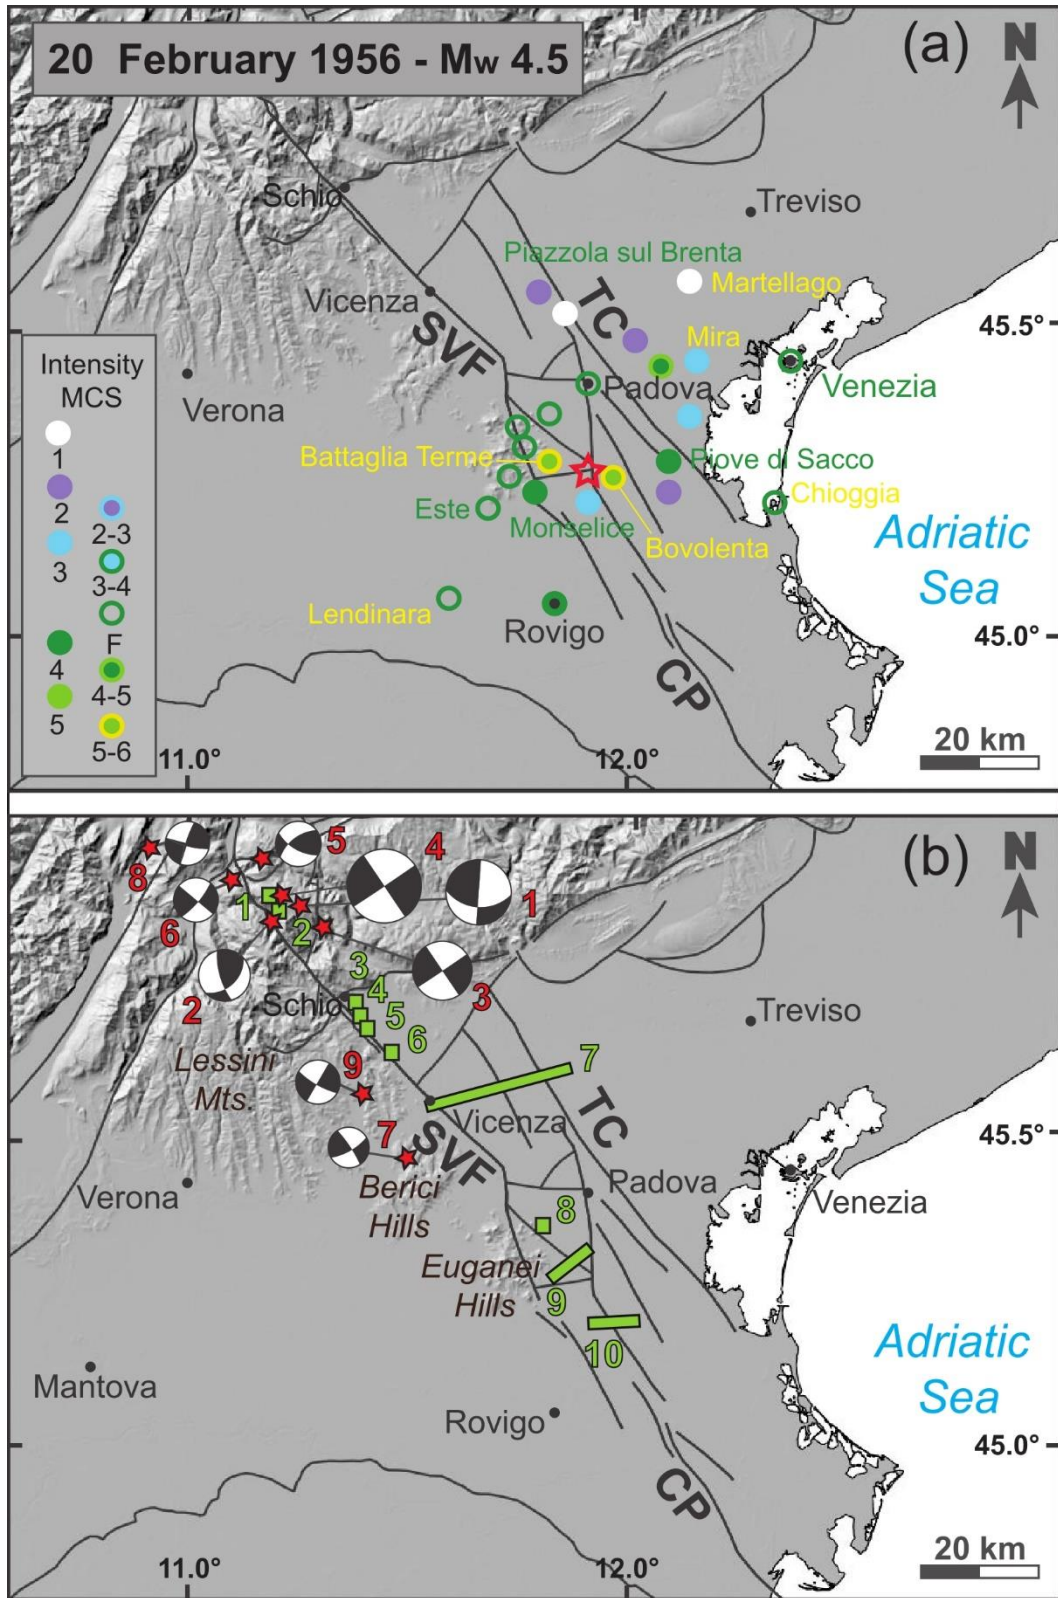 20 February 1956 - Mw 4.5
(a)
N
Schio
Treviso
Piazzola sul Brenta
Martellago
Vicenza
TC
SVF
Mira
45.5°
Intensity
MCS
1
2
2-3
3
3-4
F
4
4-5
5
5-6
Verona
Padova
Venezia
Battaglia Terme
Piove di Sacco
Este
Monselice
Chioggia
Bovolenta
Adriatic
Sea
Lendinara
Rovigo
45.0°
CP
11.0°
12.0°
20 km
(b)
N
8
5
4
1
6
1
2
2
3
3
Schio
4
5
6
Treviso
Lessini
Mts.
9
7
Vicenza
TC
7
SVF
45.5°
Verona
Berici
Hills
Padova
Venezia
8
Euganei
Hills
9
10
Adriatic
Sea
Mantova
Rovigo
45.0°
CP
11.0°
12.0°
20 km